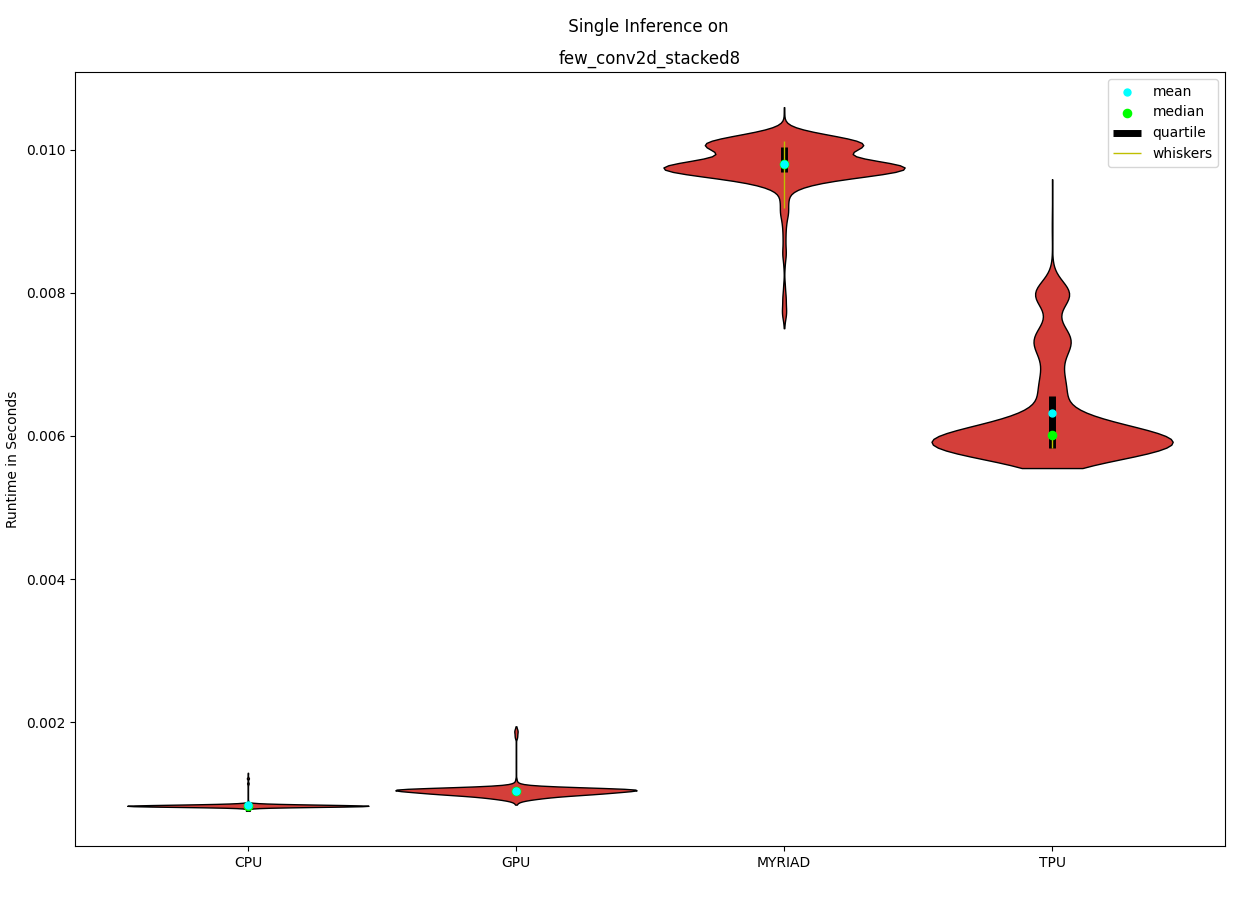 Single Inference on
few_conv2d_stacked8
mean
median
quartile
whiskers
Runtime in Seconds
0.010
0.008
0.006
0.004
0.002
CPU
GPU
MYRIAD
TPU